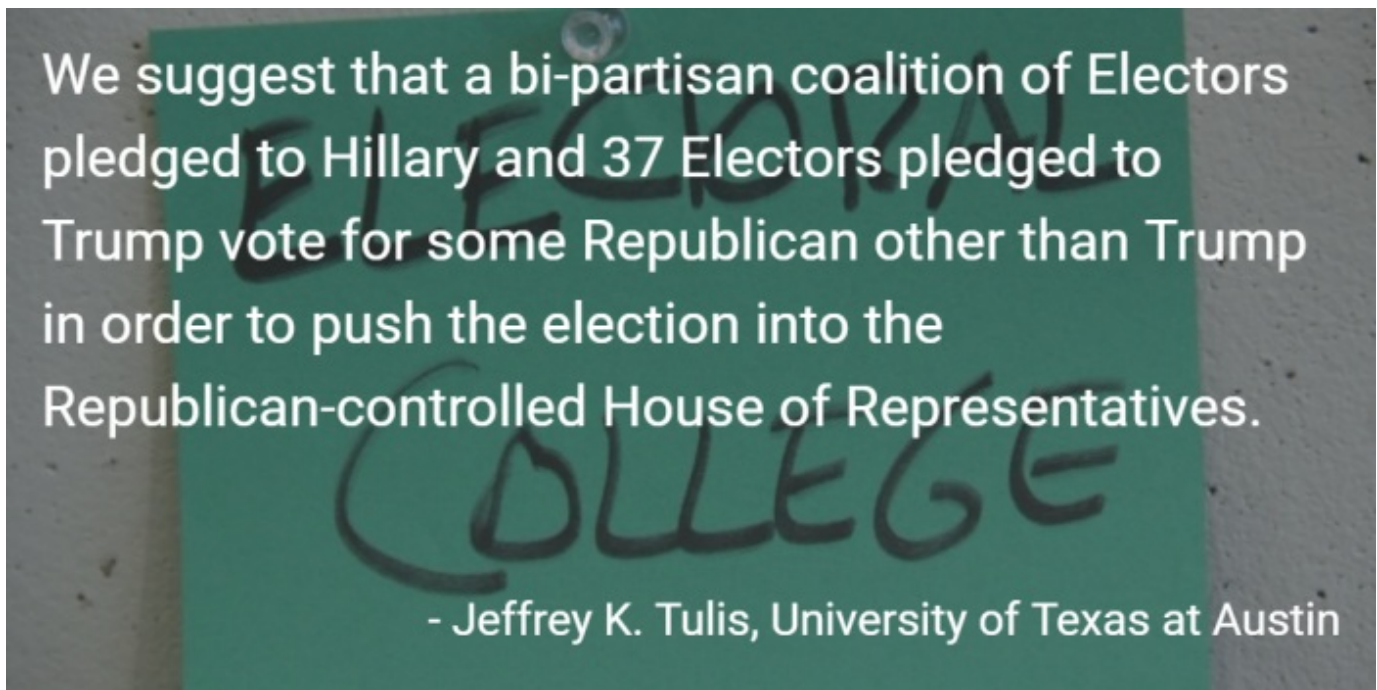 We suggest that a bi-partisan coalition of Electors
pledged to Hillary and 37 Electors pledged to
Trump vote for some Republican other than Trump
in order to push the election into the
Republican-controlled House of Representatives.
- Jeffrey K. Tulis, University of Texas at Austin
ELECTORAL
COLLEGE